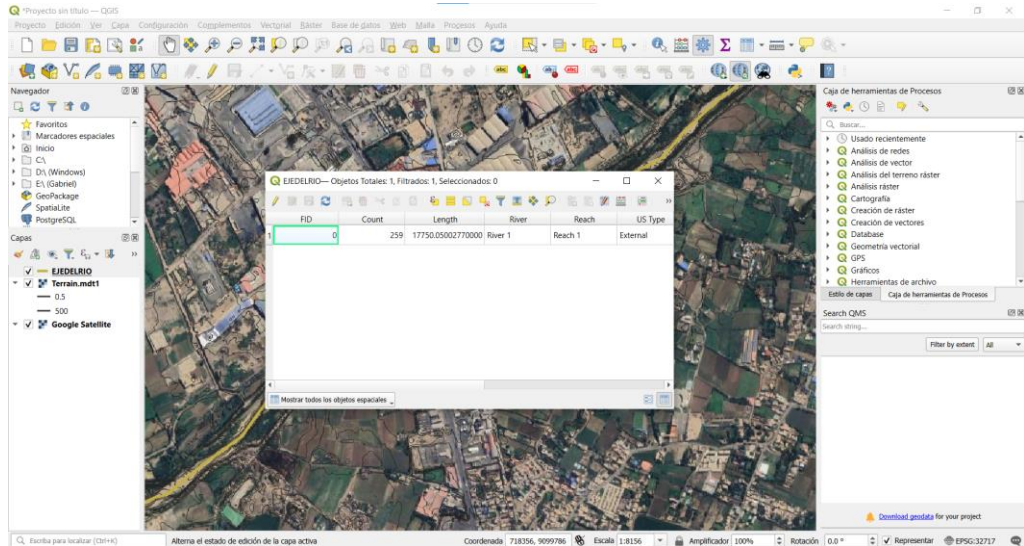 *Proyecto sin título — QGIS
Proyecto Edición Ver Capa Configuración Complementos Vectorial Ráster Base de datos Web Malla Procesos Ayuda
Navegador
Favoritos
Marcadores espaciales
Inicio
C:\
D:\ (Windows)
E:\ (Gabriel)
GeoPackage
SpatiaLite
PostgreSQL
Capas
EJEDELRIO
Terrain.mdt1
0.5
500
Google Satellite
EJEDELRIO— Objetos Totales: 1, Filtrados: 1, Seleccionados: 0
FID Count Length River Reach US Type
1 0 259 17750.05002770000 River 1 Reach 1 External
Mostrar todos los objetos espaciales
Caja de herramientas de Procesos
Buscar...
Usado recientemente
Análisis de redes
Análisis de vector
Análisis del terreno ráster
Análisis ráster
Cartografía
Creación de ráster
Creación de vectores
Database
Geometría vectorial
GPS
Gráficos
Herramientas de archivo
Estilo de capas Caja de herramientas de Procesos
Search QMS
Search string...
Filter by extent All
Download geodata for your project
Escriba para localizar (Ctrl+K) Alterna el estado de edición de la capa activa Coordenada 718356, 9099786 Escala 1:8156 Amplificador 100% Rotación 0.0 ° Representar EPSG:32717